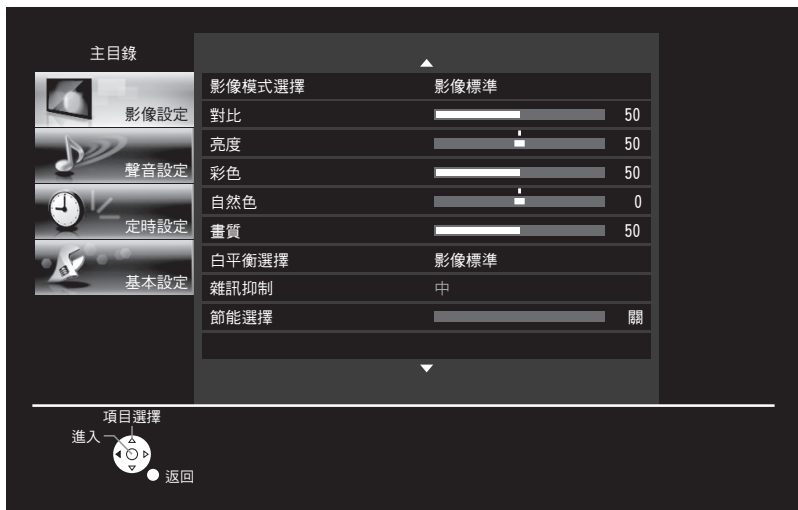 主目錄
影像設定
聲音設定
定時設定
基本設定
影像模式選擇 影像標準
對比 50
亮度 50
彩色 50
自然色 0
畫質 50
白平衡選擇 影像標準
雜訊抑制 中
節能選擇 關
項目選擇
進入
返回